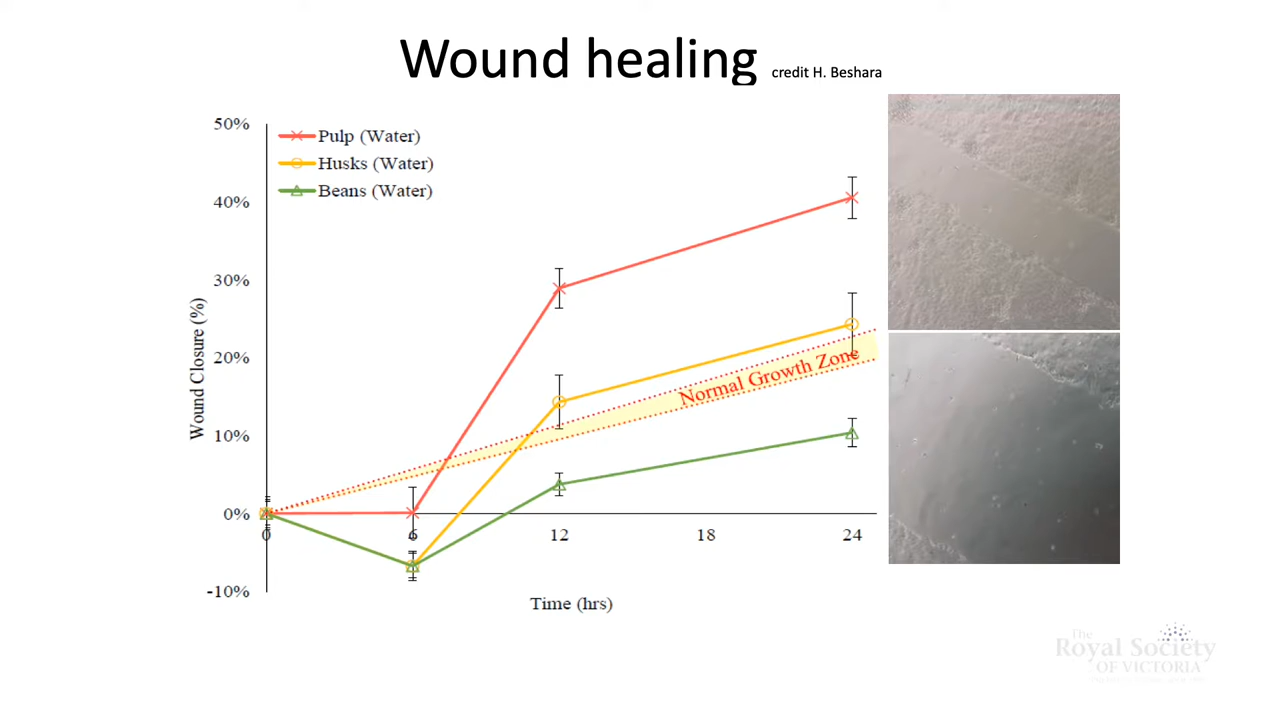 Wound healing credit H. Beshara
50%
40%
30%
20%
10%
0%
-10%
Wound Closure (%)
Pulp (Water)
Husks (Water)
Beans (Water)
Normal Growth Zone
0 6 12 18 24
Time (hrs)
The
Royal Society
OF VICTORIA